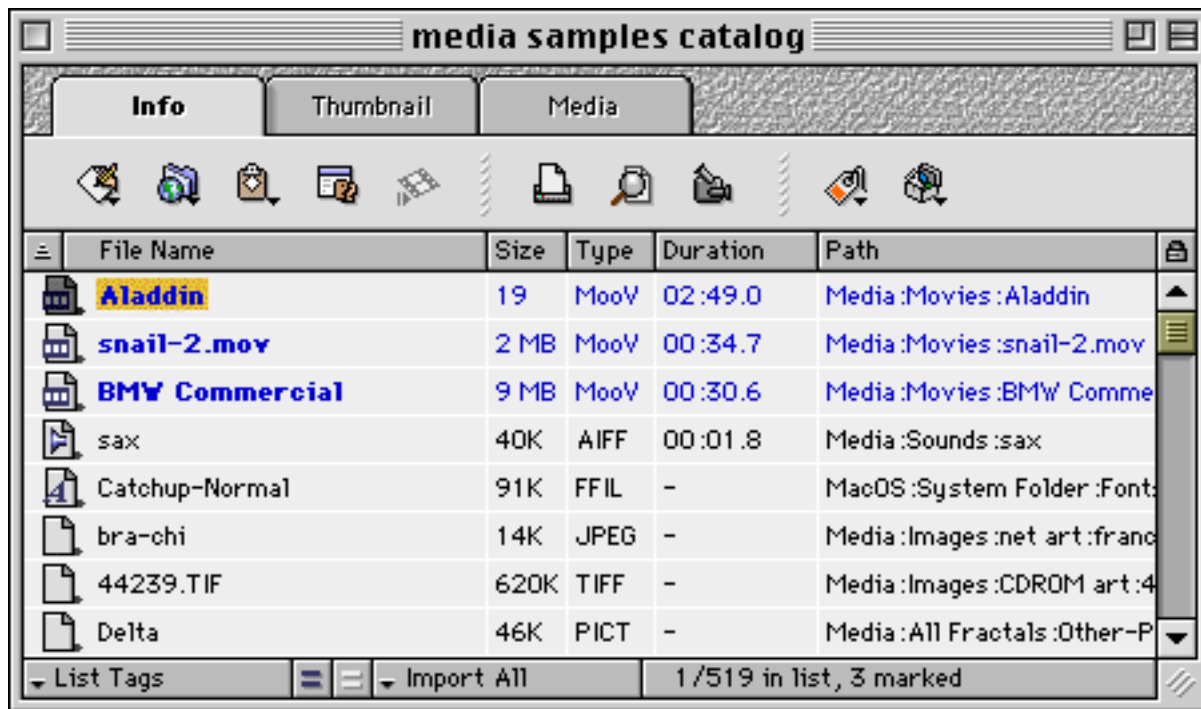 media samples catalog
Info Thumbnail Media
File Name Size Type Duration Path
Aladdin 19 MooV 02:49.0 Media:Movies:Aladdin
snail-2.mov 2 MB MooV 00:34.7 Media:Movies:snail-2.mov
BMW Commercial 9 MB MooV 00:30.6 Media:Movies:BMW Comme
sax 40K AIFF 00:01.8 Media:Sounds:sax
Catchup-Normal 91K FFIL - MacOS:System Folder:Fonts
bra-chi 14K JPEG - Media:Images:net art:franc
44239.TIF 620K TIFF - Media:Images:CDROM art:4
Delta 46K PICT - Media:All Fractals:Other-P
List Tags Import All 1/519 in list, 3 marked